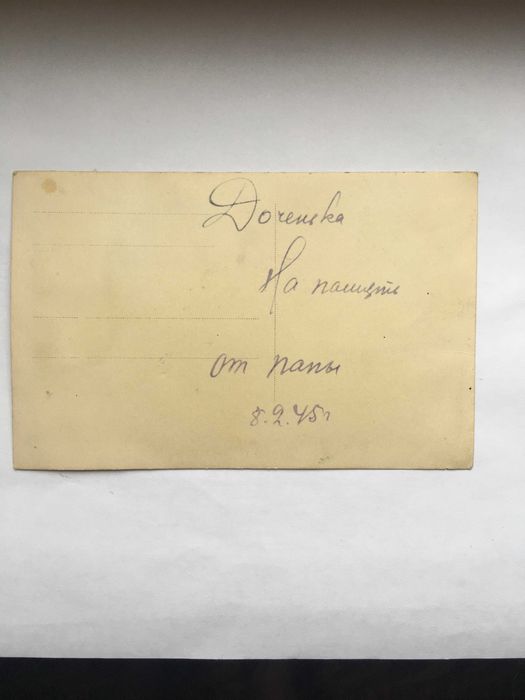 Доченька
На память
от папы
8.2.45г